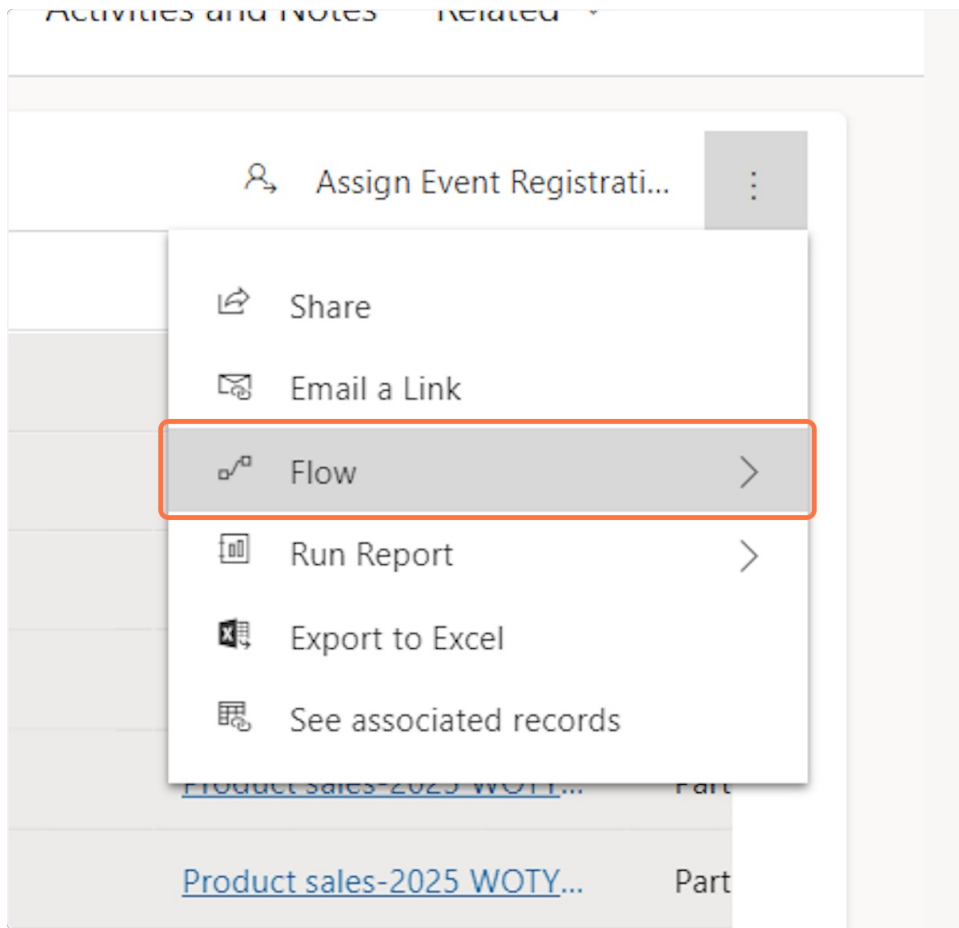 Activities and Notes Related
Assign Event Registrati...
Share
Email a Link
Flow
Run Report
Export to Excel
See associated records
Product sales-2025 WOTY... Part
Product sales-2025 WOTY... Part